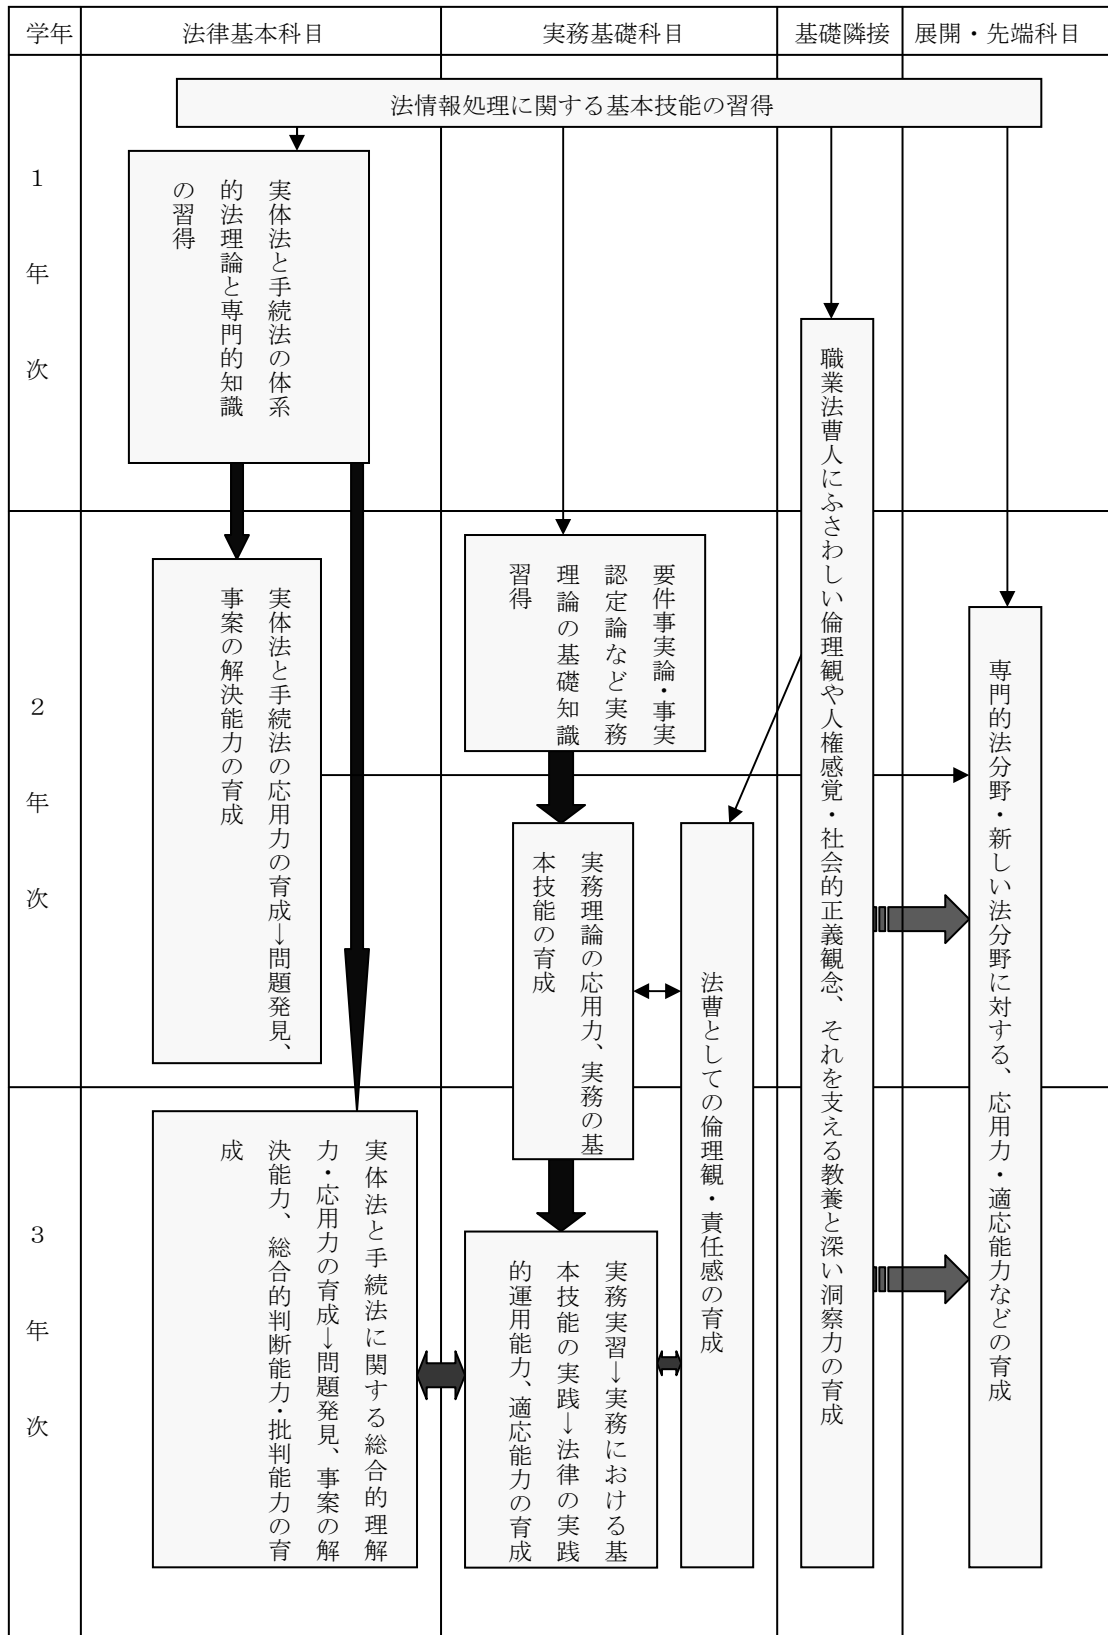 学年
法律基本科目
実務基礎科目
基礎隣接
展開・先端科目
法情報処理に関する基本技能の習得
1年次
実体法と手続法の体系
的法理論と専門的知識
の習得
職業法曹人にふさわしい倫理観や人権感覚・社会的正義観念、それを支える教養と深い洞察力の育成
2年次
実体法と手続法の応用力の育成→問題発見、
事案の解決能力の育成
要件事実論・事実
認定論など実務
理論の基礎知識
習得
専門的法分野・新しい法分野に対する、応用力・適応能力などの育成
実務理論の応用力、実務の基
本技能の育成
法曹としての倫理観・責任感の育成
3年次
実体法と手続法に関する総合的理解
力・応用力の育成→問題発見、事案の解
決能力、総合的判断能力・批判能力の育
成
実務実習→実務における基
本技能の実践→法律の実践
的運用能力、適応能力の育成